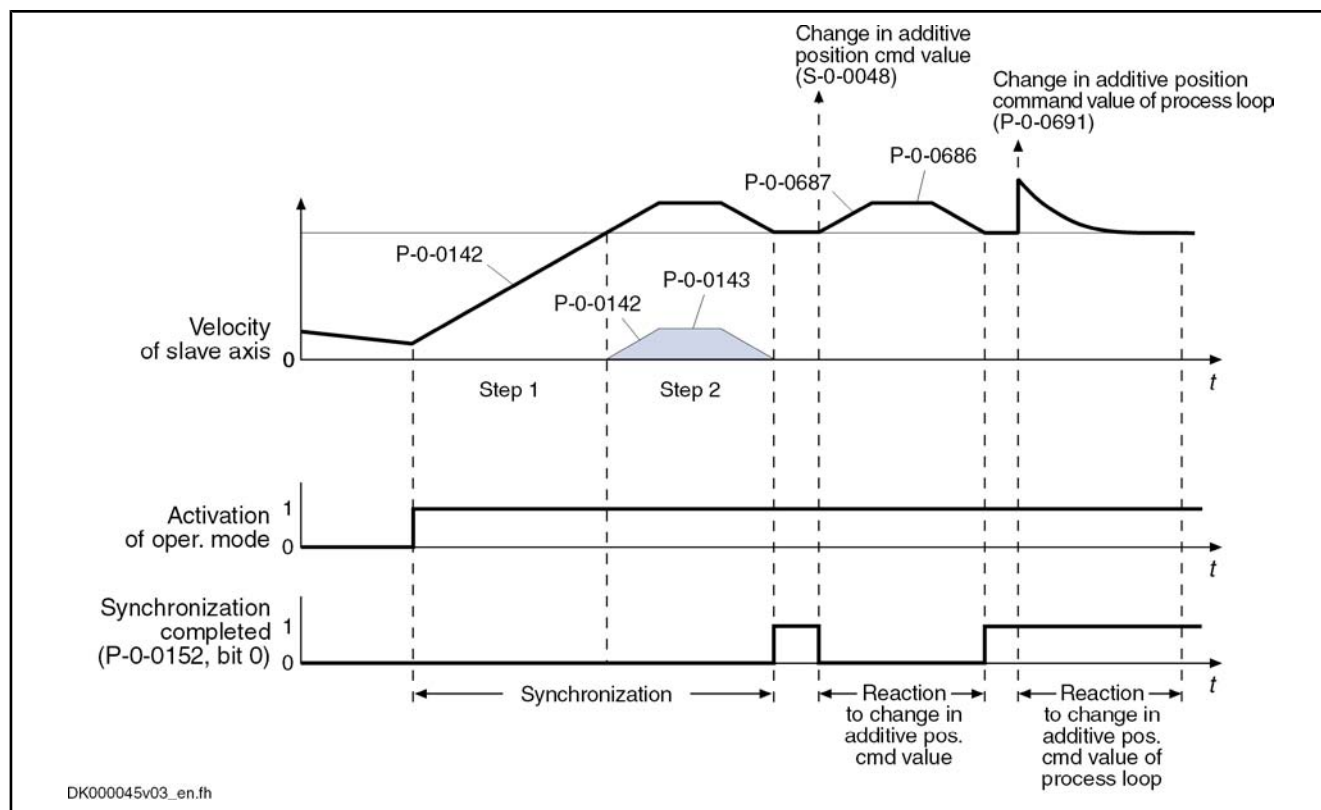 Change in additive
position cmd value
(S-0-0048)
Change in additive position
command value of process loop
(P-0-0691)
P-0-0686
P-0-0687
P-0-0142
P-0-0143
P-0-0142
Velocity
of slave axis
0
Step 1
Step 2
t
Activation
of oper. mode
1
0
t
Synchronization
completed
(P-0-0152, bit 0)
1
0
t
Synchronization
Reaction
to change in
additive pos.
cmd value
Reaction
to change in
additive pos.
cmd value of
process loop
DK000045v03_en.fh